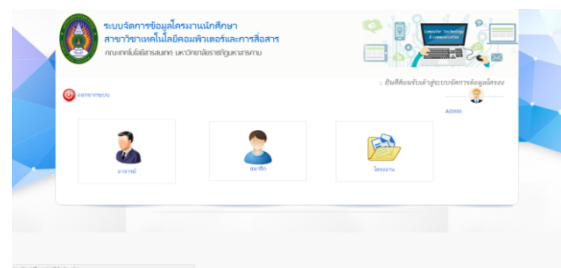 ระบบจัดการข้อมูลโครงงานนักศึกษา
สาขาวิชาเทคโนโลยีคอมพิวเตอร์และการสื่อสาร
คณะเทคโนโลยีสารสนเทศ มหาวิทยาลัยราชภัฏมหาสารคาม
Computer Technology
& Communication
:: ยินดีต้อนรับเข้าสู่ระบบจัดการข้อมูลโครงง
ออกจากระบบ
Admin
อาจารย์
สมาชิก
โครงงาน